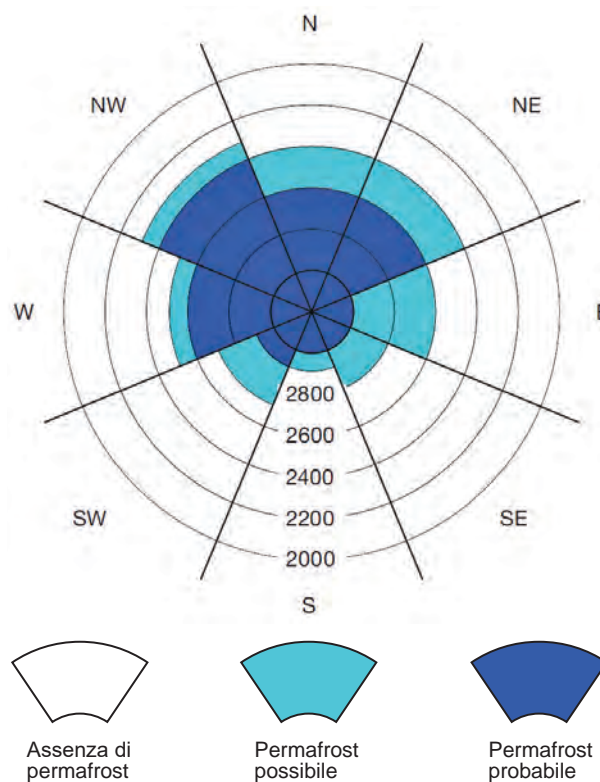 N
NW
NE
W
E
2800
2600
2400
SW
SE
2200
2000
S
Assenza di
permafrost
Permafrost
possibile
Permafrost
probabile